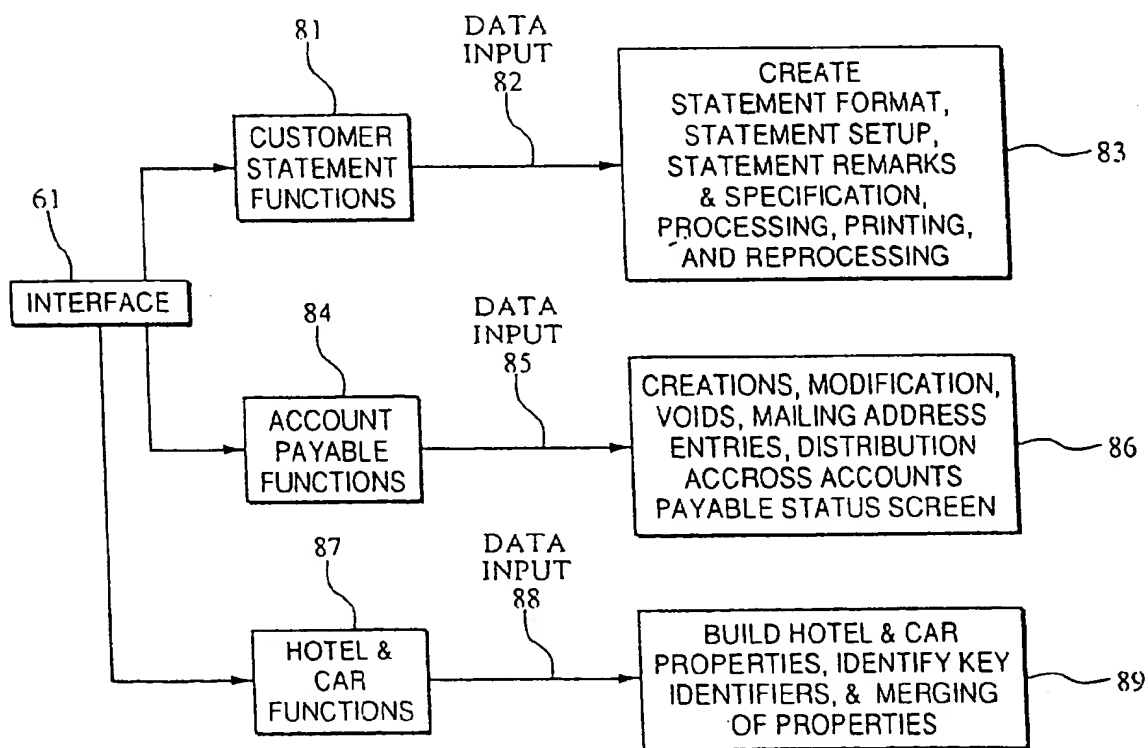 81
DATA
INPUT
82
CUSTOMER
STATEMENT
FUNCTIONS
CREATE
STATEMENT FORMAT,
STATEMENT SETUP,
STATEMENT REMARKS
& SPECIFICATION,
PROCESSING, PRINTING,
AND REPROCESSING
83
61
INTERFACE
84
DATA
INPUT
85
ACCOUNT
PAYABLE
FUNCTIONS
CREATIONS, MODIFICATION,
VOIDS, MAILING ADDRESS
ENTRIES, DISTRIBUTION
ACCROSS ACCOUNTS
PAYABLE STATUS SCREEN
86
87
DATA
INPUT
88
HOTEL &
CAR
FUNCTIONS
BUILD HOTEL & CAR
PROPERTIES, IDENTIFY KEY
IDENTIFIERS, & MERGING
OF PROPERTIES
89